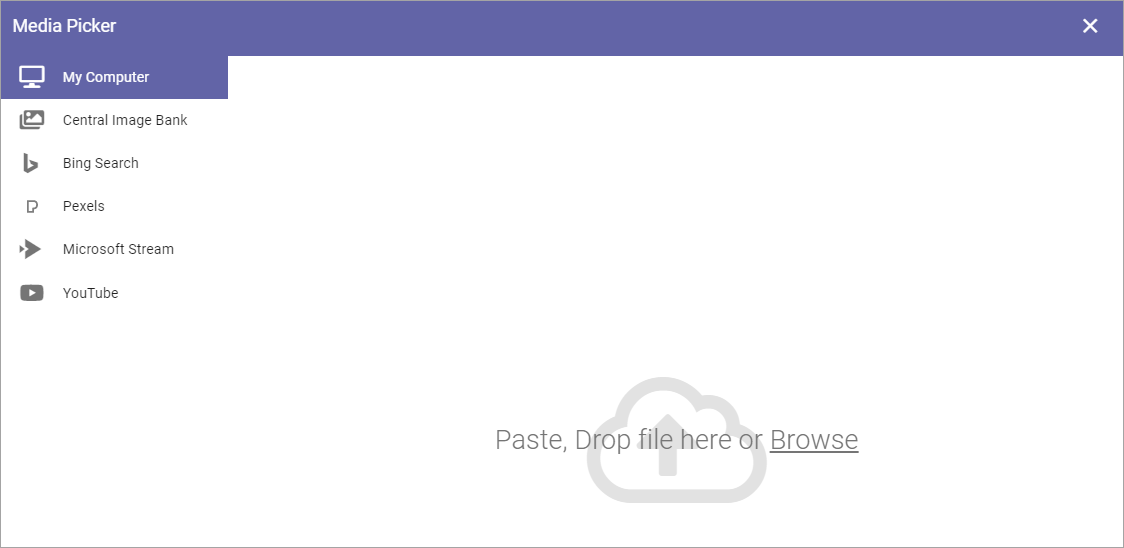 Media Picker
My Computer
Central Image Bank
Bing Search
Pexels
Microsoft Stream
YouTube
Paste, Drop file here or Browse